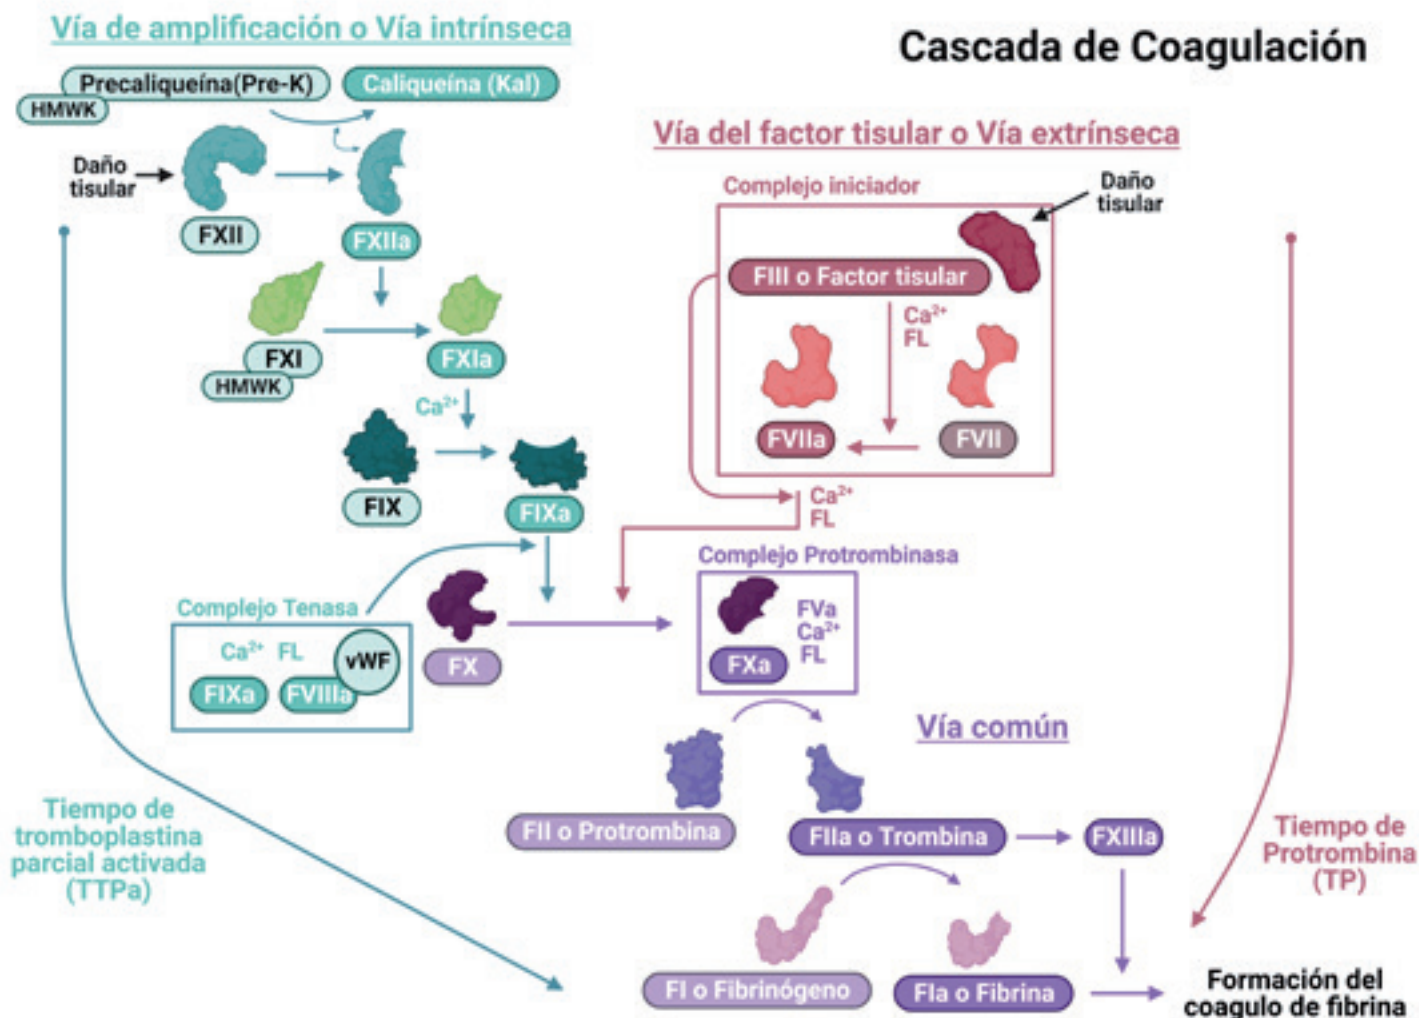 Vía de amplificación o Vía intrínseca
Cascada de Coagulación
Precaliqueína(Pre-K)
Caliqueína (Kal)
HMWK
Vía del factor tisular o Vía extrínseca
Daño
tisular
FXII
FXIIa
Complejo iniciador
Daño
tisular
FIII o Factor tisular
Ca²⁺
FL
FXI
HMWK
FXIa
Ca²⁺
FVIIa
FVII
FIX
FIXa
Ca²⁺
FL
Complejo Protrombinasa
Complejo Tenasa
Ca²⁺ FL
vWF
FIXa
FVIIIa
FX
FXa
FVa
Ca²⁺
FL
Vía común
Tiempo de
tromboplastina
parcial activada
(TTPa)
FII o Protrombina
FIIa o Trombina
FXIIIa
Tiempo de
Protrombina
(TP)
FI o Fibrinógeno
FIa o Fibrina
Formación del
coagulo de fibrina